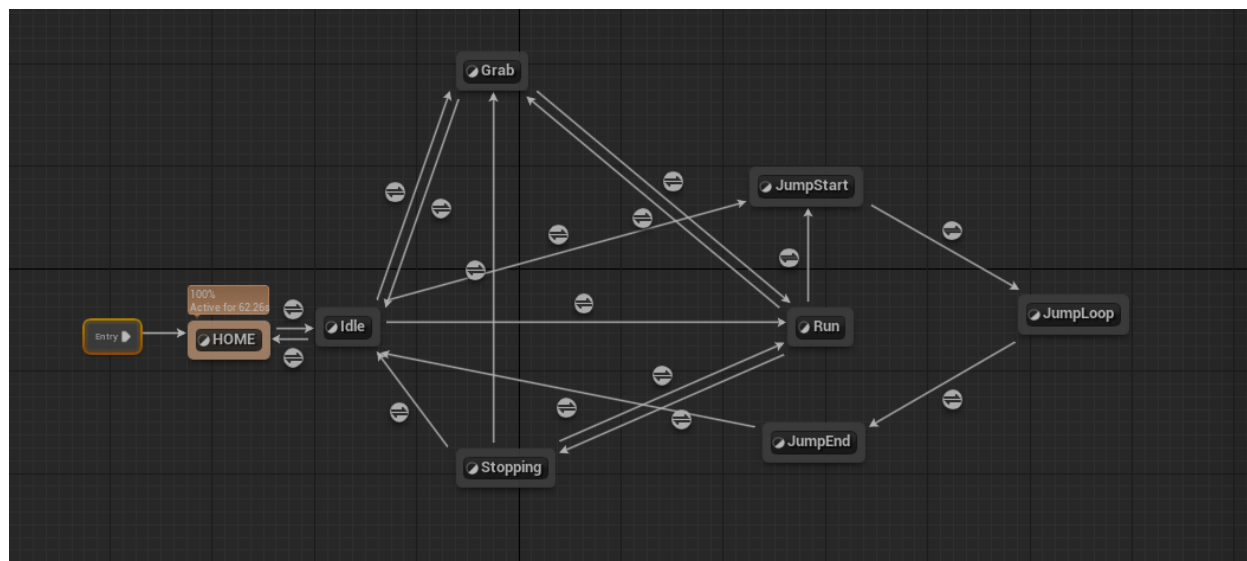 Grab
JumpStart
100%
Active for 62.26s
Entry
HOME
Idle
Run
JumpLoop
JumpEnd
Stopping